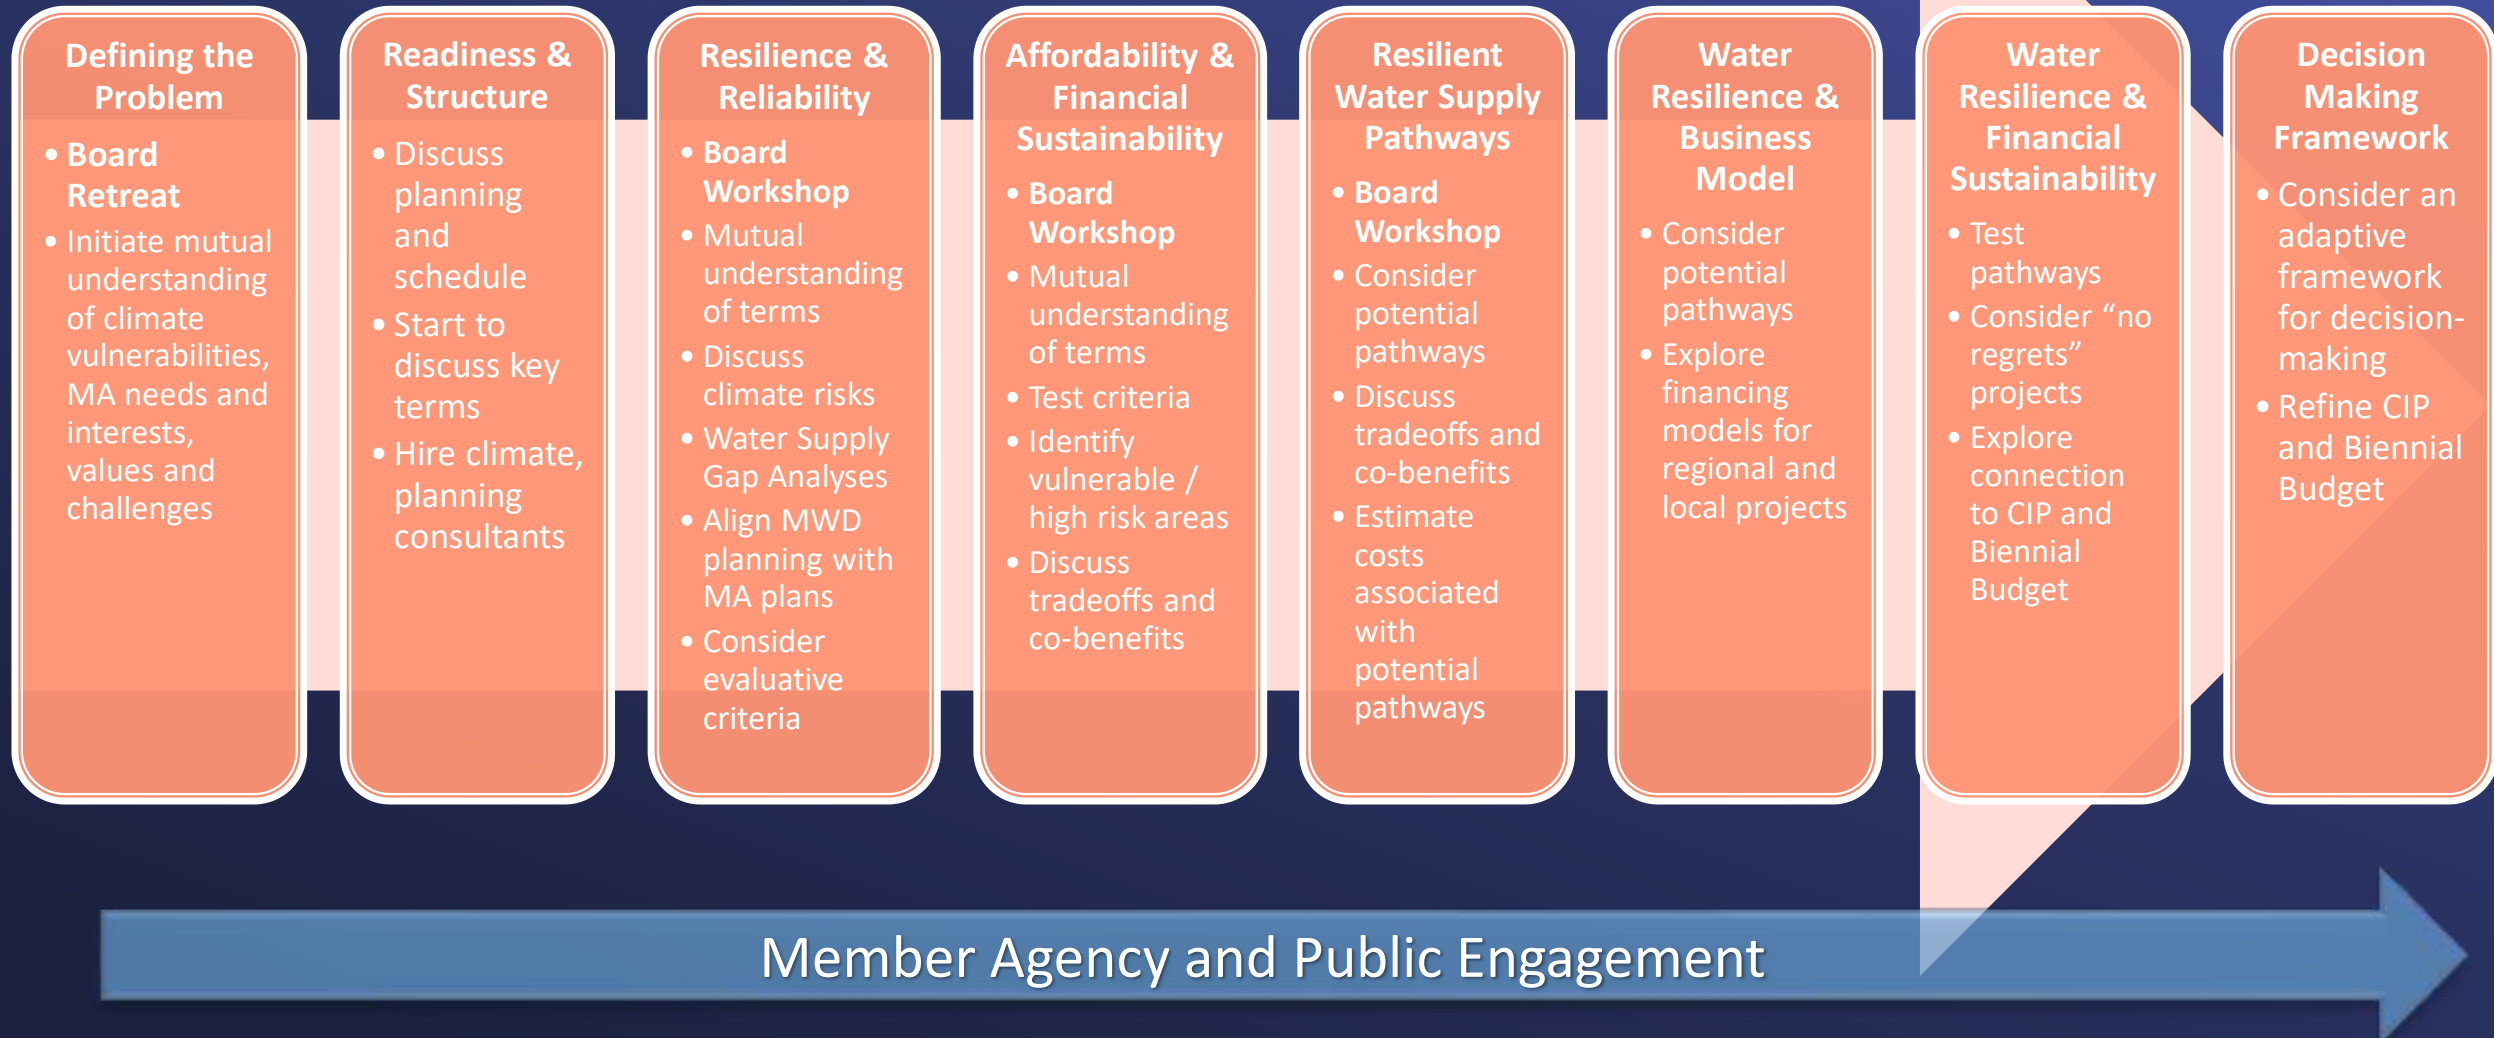 Defining the
Problem
• Board
Retreat
• Initiate mutual
understanding
of climate
vulnerabilities,
MA needs and
interests,
values and
challenges
Readiness &
Structure
• Discuss
planning
and
schedule
• Start to
discuss key
terms
• Hire climate,
planning
consultants
Resilience &
Reliability
• Board
Workshop
• Mutual
understanding
of terms
• Discuss
climate risks
• Water Supply
Gap Analyses
• Align MWD
planning with
MA plans
• Consider
evaluative
criteria
Affordability &
Financial
Sustainability
• Board
Workshop
• Mutual
understanding
of terms
• Test criteria
• Identify
vulnerable /
high risk areas
• Discuss
tradeoffs and
co-benefits
Resilient
Water Supply
Pathways
• Board
Workshop
• Consider
potential
pathways
• Discuss
tradeoffs and
co-benefits
• Estimate
costs
associated
with
potential
pathways
Water
Resilience &
Business
Model
• Consider
potential
pathways
• Explore
financing
models for
regional and
local projects
Water
Resilience &
Financial
Sustainability
• Test
pathways
• Consider “no
regrets”
projects
• Explore
connection
to CIP and
Biennial
Budget
Decision
Making
Framework
• Consider an
adaptive
framework
for decision-
making
• Refine CIP
and Biennial
Budget
Member Agency and Public Engagement